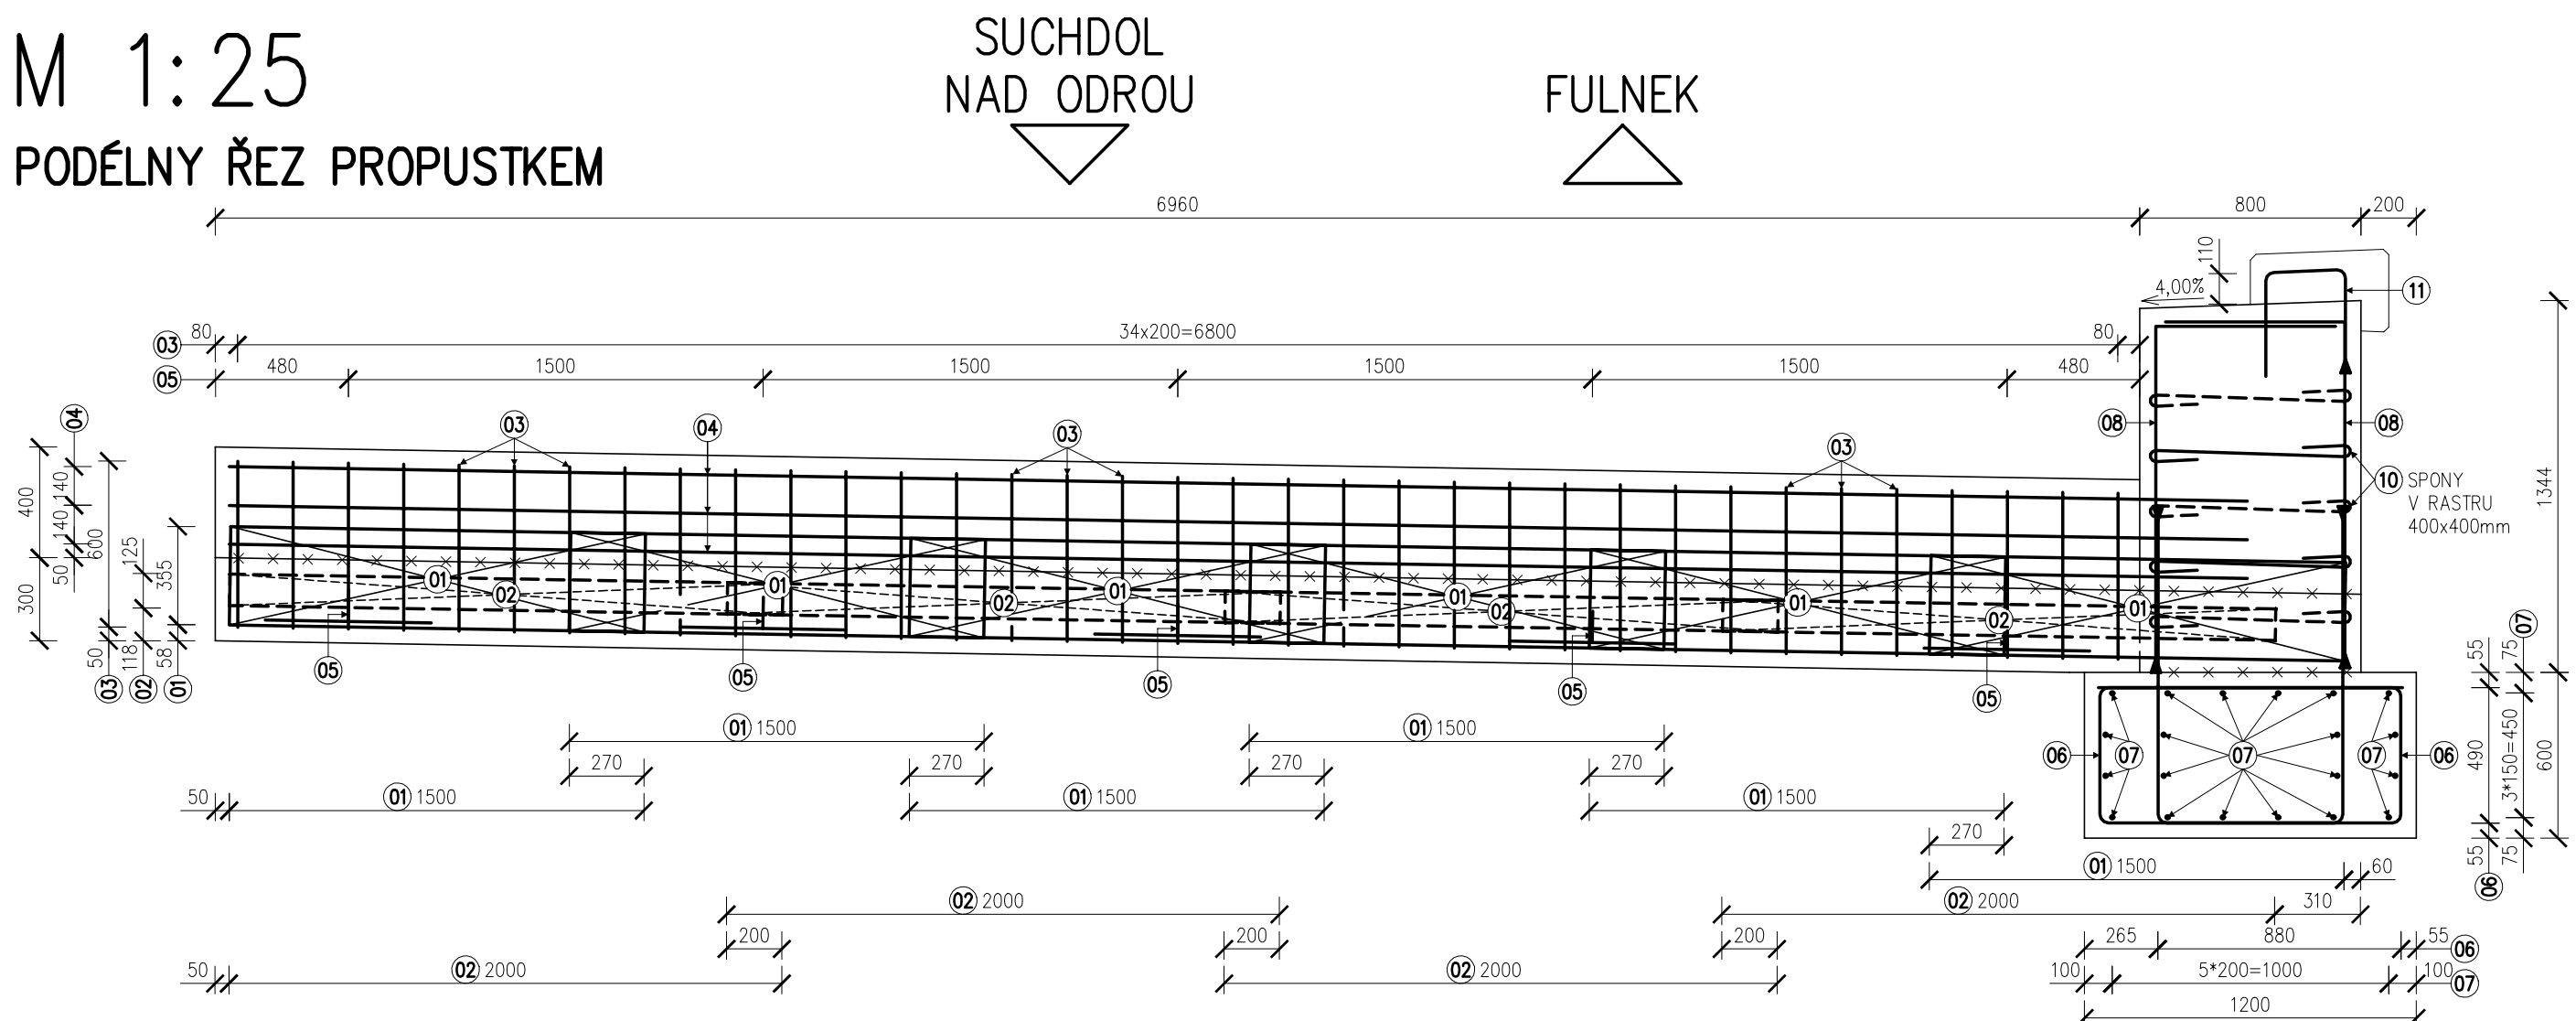 M 1:25
PODÉLNY ŘEZ PROPUSTKEM
SUCHDOL
NAD ODROU
FULNEK
6960 800 200
110
4,00%
11
03 80 34x200=6800 80
05 480 1500 1500 1500 1500 480
04
03 04 03 03
08 08
10 SPONY
V RASTRU
400x400mm
400 140 140 50 600 125 355
300
50 118 58
03 02 01
1344
01 02 01 02 01 01 02 01 02 01
05 05 05 05 05
07
55 75
490 3*150=450 600
55 75
06
06 07 07 07 06
01 1500 01 1500
270 270 270 270
50 01 1500 01 1500 01 1500
270
01 1500 60
02 2000 02 2000 310
200 200 200
265 880 55 06
50 02 2000 02 2000
100 5*200=1000 100 07
1200